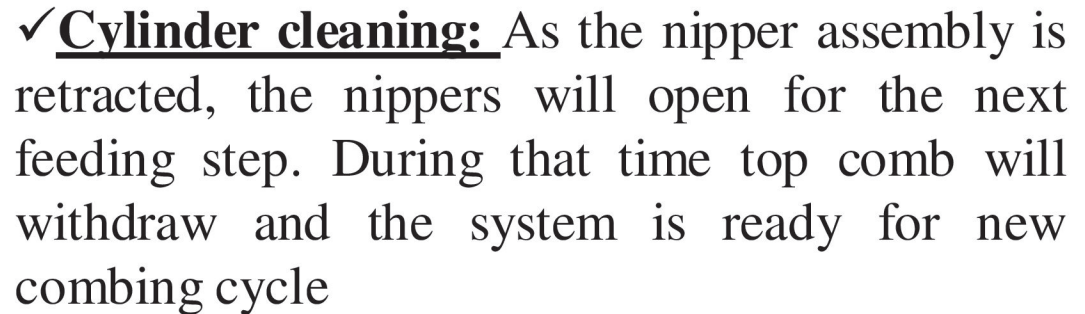 ✓Cylinder cleaning: As the nipper assembly is
retracted, the nippers will open for the next
feeding step. During that time top comb will
withdraw and the system is ready for new
combing cycle